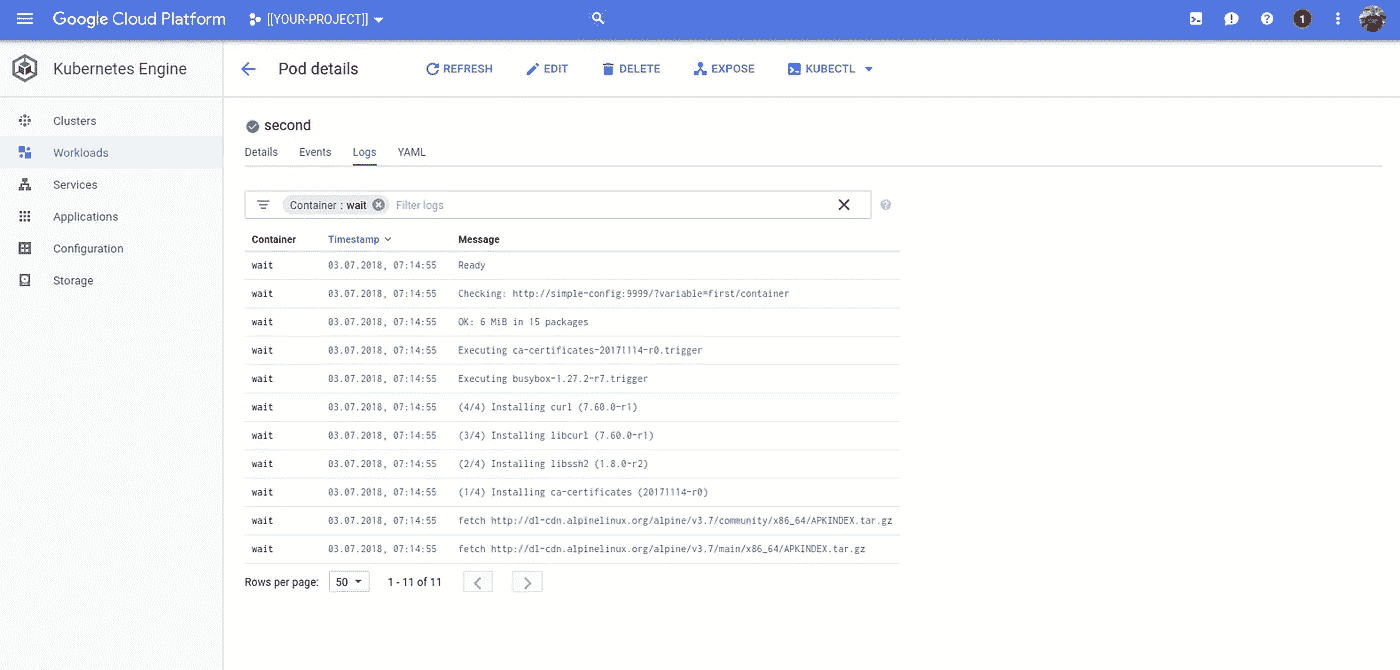 Google Cloud Platform [[YOUR-PROJECT]] 1
Kubernetes Engine
Pod details REFRESH EDIT DELETE EXPOSE KUBECTL
Clusters
Workloads
Services
Applications
Configuration
Storage
second
Details Events Logs YAML
Container : wait Filter logs
Container Timestamp Message
wait 03.07.2018, 07:14:55 Ready
wait 03.07.2018, 07:14:55 Checking: http://simple-config:9999/?variable=first/container
wait 03.07.2018, 07:14:55 OK: 6 MiB in 15 packages
wait 03.07.2018, 07:14:55 Executing ca-certificates-20171114-r0.trigger
wait 03.07.2018, 07:14:55 Executing busybox-1.27.2-r7.trigger
wait 03.07.2018, 07:14:55 (4/4) Installing curl (7.60.0-r1)
wait 03.07.2018, 07:14:55 (3/4) Installing libcurl (7.60.0-r1)
wait 03.07.2018, 07:14:55 (2/4) Installing libssh2 (1.8.0-r2)
wait 03.07.2018, 07:14:55 (1/4) Installing ca-certificates (20171114-r0)
wait 03.07.2018, 07:14:55 fetch http://dl-cdn.alpinelinux.org/alpine/v3.7/community/x86_64/APKINDEX.tar.gz
wait 03.07.2018, 07:14:55 fetch http://dl-cdn.alpinelinux.org/alpine/v3.7/main/x86_64/APKINDEX.tar.gz
Rows per page: 50 1 - 11 of 11